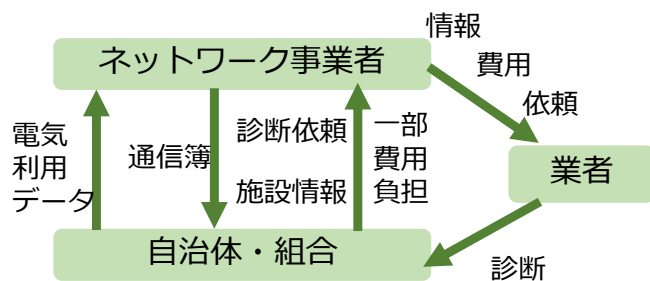 情報
ネットワーク事業者
費用
依頼
電気
利用
データ
通信簿
診断依頼
施設情報
一部
費用
負担
業者
自治体・組合
診断